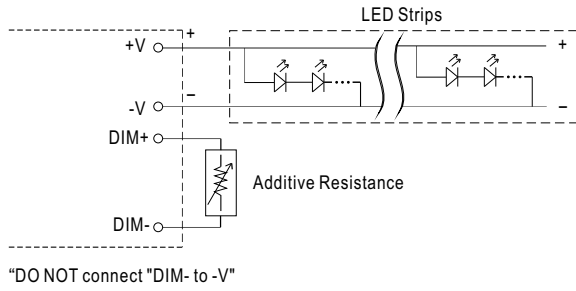 LED Strips
+V + +
-V – –
DIM+
Additive Resistance
DIM-
“DO NOT connect "DIM- to -V"